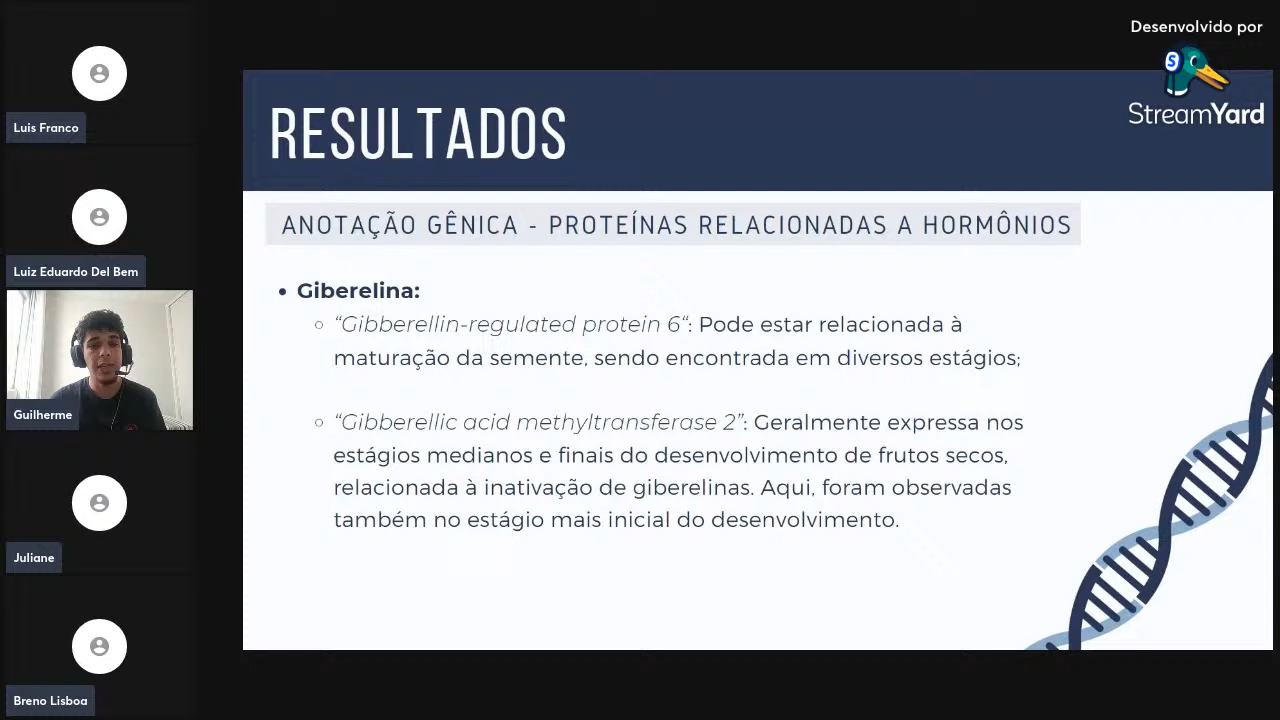 Desenvolvido por
StreamYard
Luis Franco
Luiz Eduardo Del Bem
Guilherme
Juliane
Breno Lisboa
RESULTADOS
ANOTAÇÃO GÊNICA - PROTEÍNAS RELACIONADAS A HORMÔNIOS
• Giberelina:
○ “Gibberellin-regulated protein 6“: Pode estar relacionada à
maturação da semente, sendo encontrada em diversos estágios;
○ “Gibberellic acid methyltransferase 2”: Geralmente expressa nos
estágios medianos e finais do desenvolvimento de frutos secos,
relacionada à inativação de giberelinas. Aqui, foram observadas
também no estágio mais inicial do desenvolvimento.